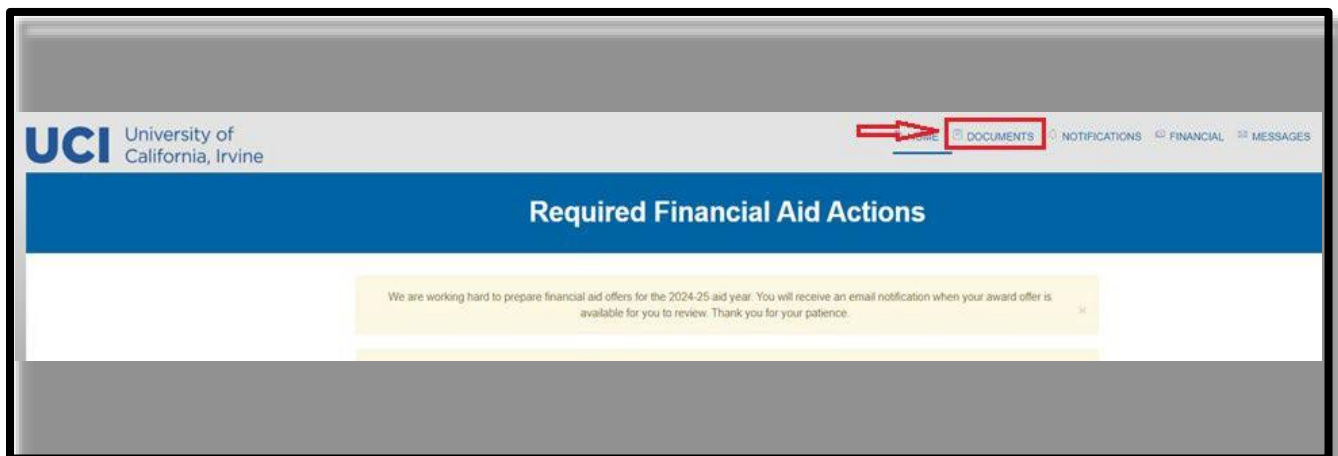 UCI University of
California, Irvine
HOME DOCUMENTS NOTIFICATIONS FINANCIAL MESSAGES
Required Financial Aid Actions
We are working hard to prepare financial aid offers for the 2024-25 aid year. You will receive an email notification when your award offer is
available for you to review. Thank you for your patience.